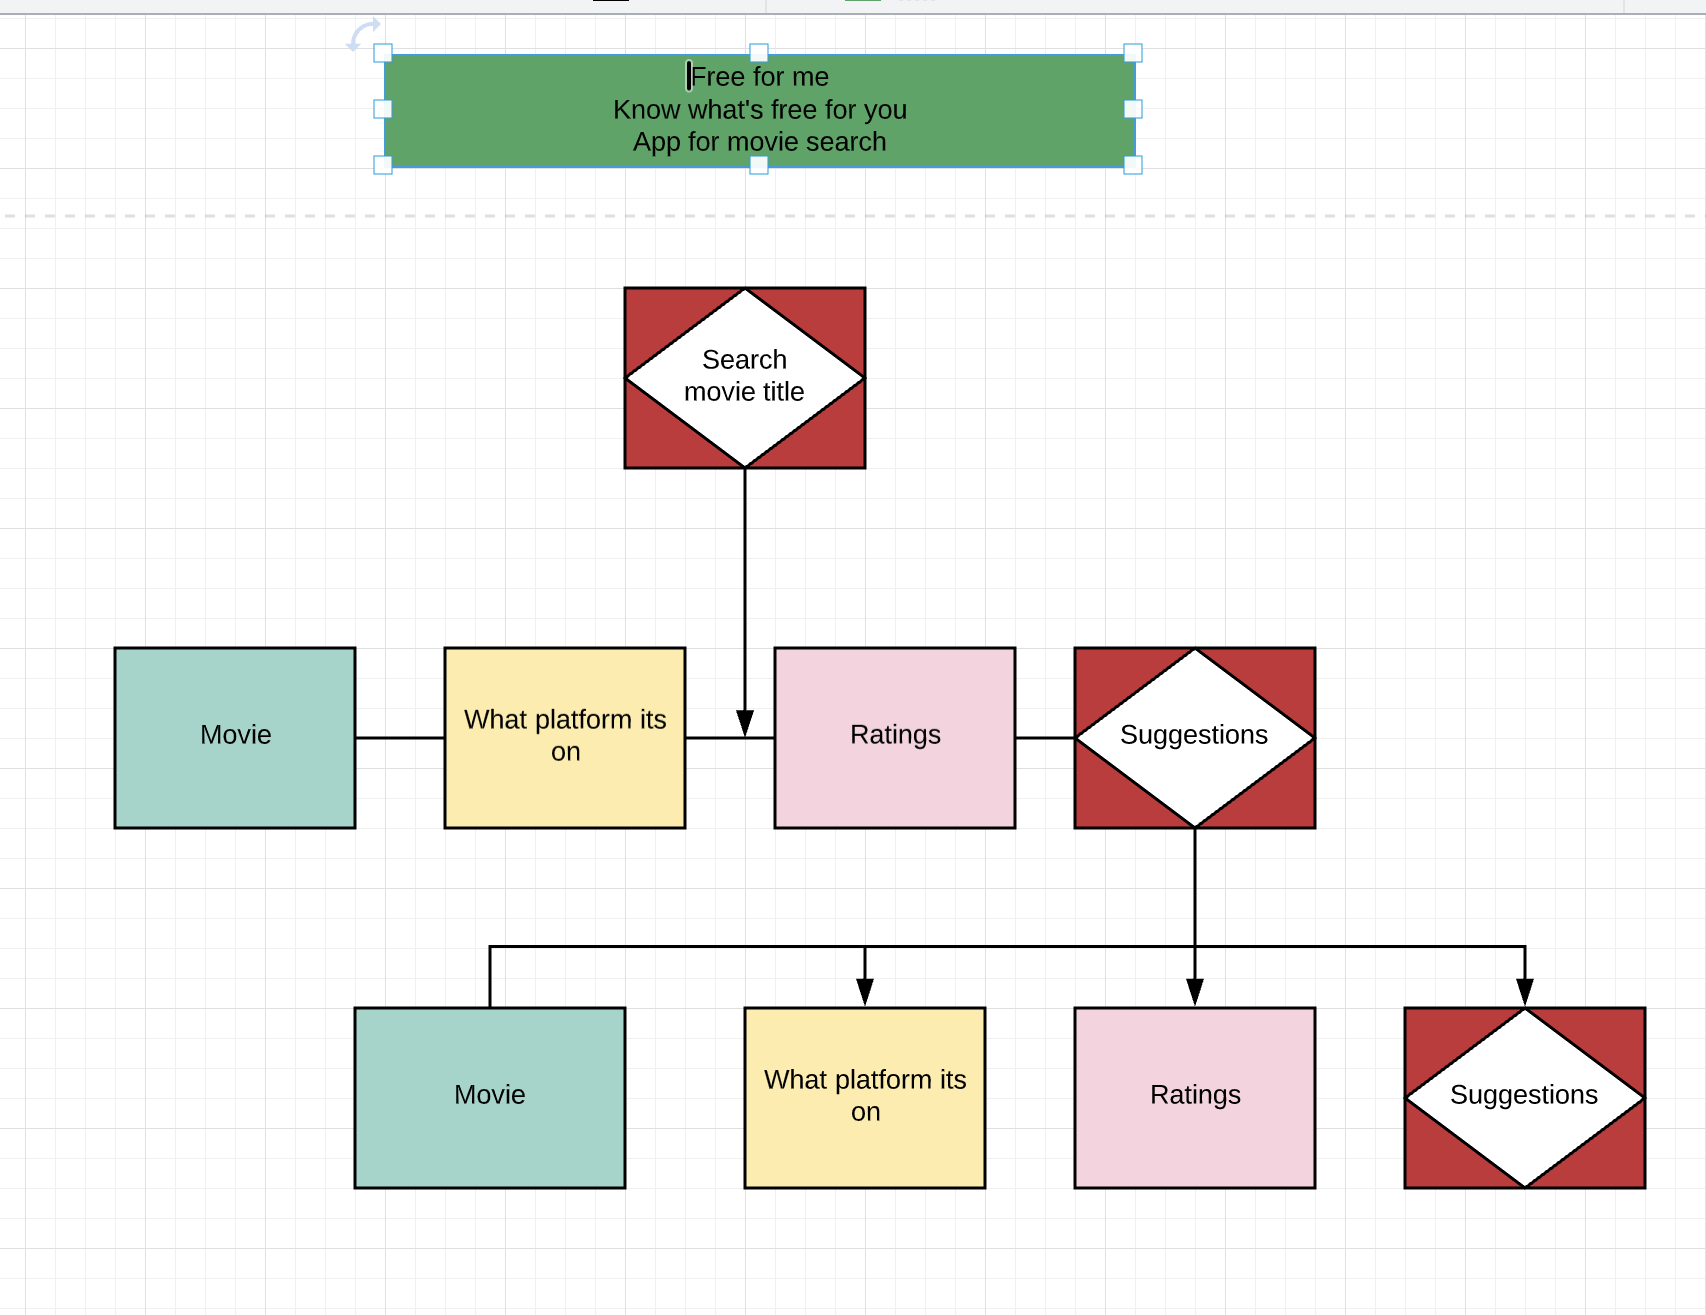 Free for me
Know what's free for you
App for movie search
Search
movie title
Movie
What platform its
on
Ratings
Suggestions
Movie
What platform its
on
Ratings
Suggestions